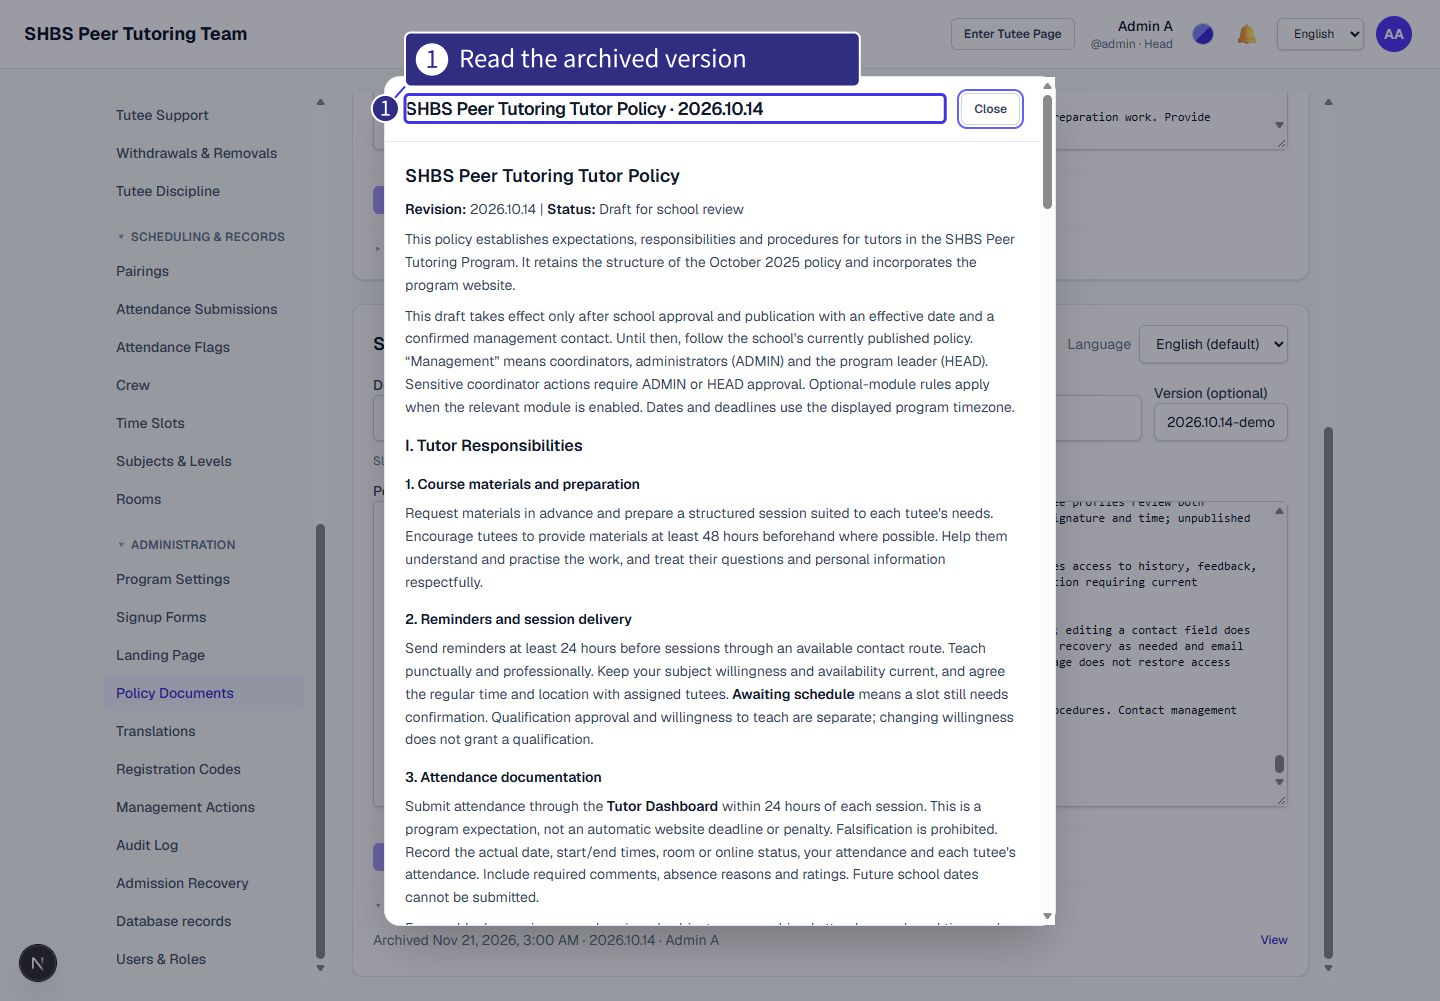 SHBS Peer Tutoring Team
Enter Tutee Page
Admin A
@admin · Head
English
AA
1 Read the archived version
1
SHBS Peer Tutoring Tutor Policy · 2026.10.14
Close
Tutee Support
Withdrawals & Removals
Tutee Discipline
SCHEDULING & RECORDS
Pairings
Attendance Submissions
Attendance Flags
Crew
Time Slots
Subjects & Levels
Rooms
ADMINISTRATION
Program Settings
Signup Forms
Landing Page
Policy Documents
Translations
Registration Codes
Management Actions
Audit Log
Admission Recovery
Database records
Users & Roles
N
SHBS Peer Tutoring Tutor Policy
Revision: 2026.10.14 | Status: Draft for school review
This policy establishes expectations, responsibilities and procedures for tutors in the SHBS Peer
Tutoring Program. It retains the structure of the October 2025 policy and incorporates the
program website.
This draft takes effect only after school approval and publication with an effective date and a
confirmed management contact. Until then, follow the school's currently published policy.
“Management” means coordinators, administrators (ADMIN) and the program leader (HEAD).
Sensitive coordinator actions require ADMIN or HEAD approval. Optional-module rules apply
when the relevant module is enabled. Dates and deadlines use the displayed program timezone.
I. Tutor Responsibilities
1. Course materials and preparation
Request materials in advance and prepare a structured session suited to each tutee's needs.
Encourage tutees to provide materials at least 48 hours beforehand where possible. Help them
understand and practise the work, and treat their questions and personal information
respectfully.
2. Reminders and session delivery
Send reminders at least 24 hours before sessions through an available contact route. Teach
punctually and professionally. Keep your subject willingness and availability current, and agree
the regular time and location with assigned tutees. Awaiting schedule means a slot still needs
confirmation. Qualification approval and willingness to teach are separate; changing willingness
does not grant a qualification.
3. Attendance documentation
Submit attendance through the Tutor Dashboard within 24 hours of each session. This is a
program expectation, not an automatic website deadline or penalty. Falsification is prohibited.
Record the actual date, start/end times, room or online status, your attendance and each tutee's
attendance. Include required comments, absence reasons and ratings. Future school dates
cannot be submitted.
eparation work. Provide
Language
English (default)
Version (optional)
2026.10.14-demo
ee profiles review both
ignature and time; unpublished
es access to history, feedback,
tion requiring current
editing a contact field does
recovery as needed and email
age does not restore access
ocedures. Contact management
Archived Nov 21, 2026, 3:00 AM · 2026.10.14 · Admin A
View